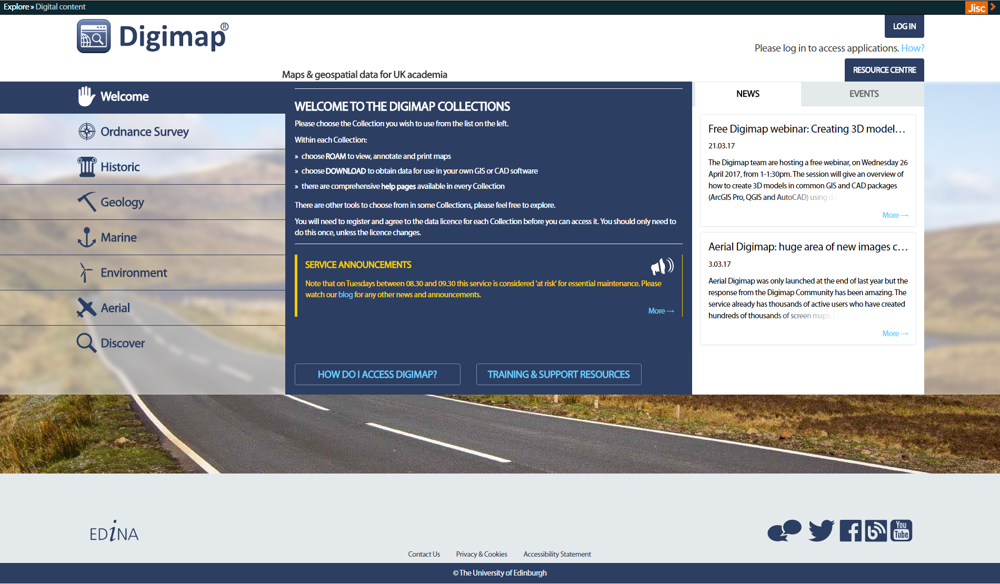 Explore » Digital content
Jisc
Digimap®
LOG IN
Please log in to access applications. How?
RESOURCE CENTRE
Maps & geospatial data for UK academia
Welcome
Ordnance Survey
Historic
Geology
Marine
Environment
Aerial
Discover
WELCOME TO THE DIGIMAP COLLECTIONS
Please choose the Collection you wish to use from the list on the left.
Within each Collection:
» choose ROAM to view, annotate and print maps
» choose DOWNLOAD to obtain data for use in your own GIS or CAD software
» there are comprehensive help pages available in every Collection
There are other tools to choose from in some Collections, please feel free to explore.
You will need to register and agree to the data licence for each Collection before you can access it. You should only need to
do this once, unless the licence changes.
SERVICE ANNOUNCEMENTS
Note that on Tuesdays between 08.30 and 09.30 this service is considered 'at risk' for essential maintenance. Please
watch our blog for any other news and announcements.
More →
HOW DO I ACCESS DIGIMAP?
TRAINING & SUPPORT RESOURCES
NEWS
EVENTS
Free Digimap webinar: Creating 3D model…
21.03.17
The Digimap team are hosting a free webinar, on Wednesday 26
April 2017, from 1-1:30pm. The session will give an overview of
how to create 3D models in common GIS and CAD packages
(ArcGIS Pro, QGIS and AutoCAD) using da
More →
Aerial Digimap: huge area of new images c…
3.03.17
Aerial Digimap was only launched at the end of last year but the
response from the Digimap Community has been amazing. The
service already has thousands of active users who have created
hundreds of thousands of screen maps.
More →
EDINA
You
Tube
Contact Us
Privacy & Cookies
Accessibility Statement
© The University of Edinburgh